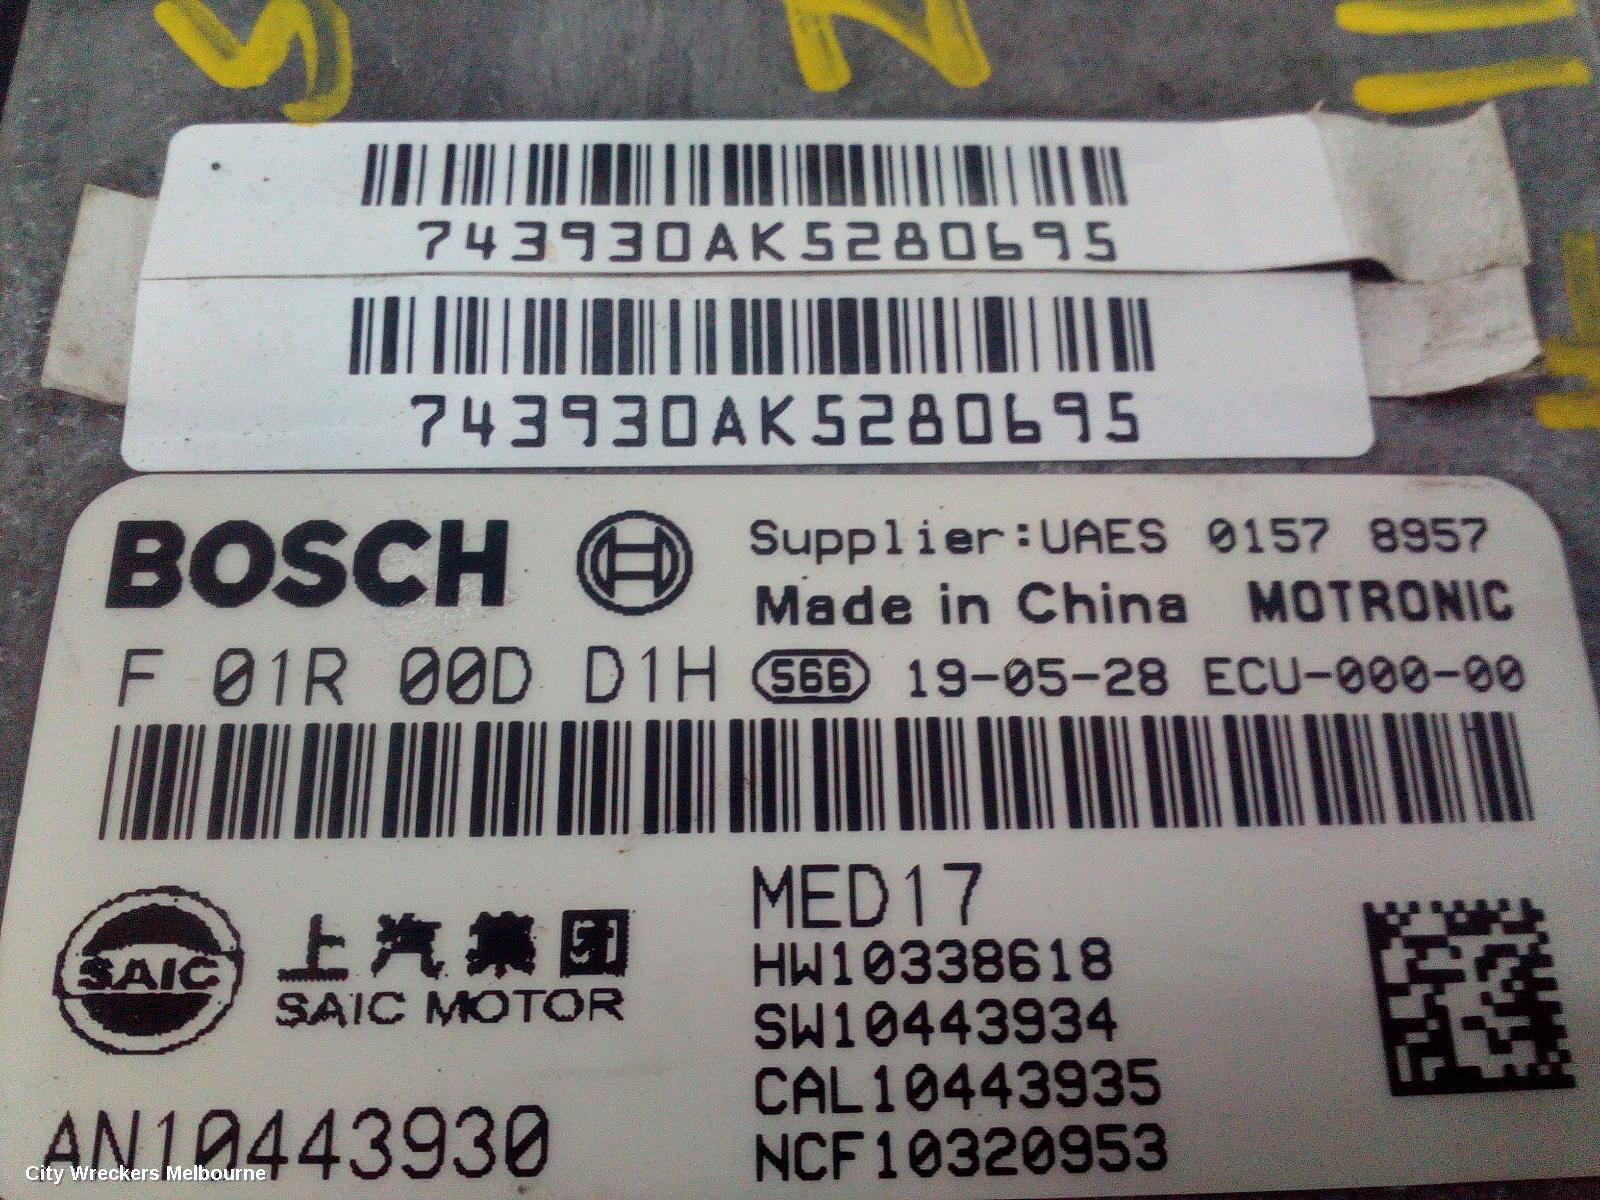 743930AK5280695
743930AK5280695
BOSCH
Supplier:UAES 0157 8957
Made in China MOTRONIC
F 01R 00D D1H S66 19-05-28 ECU-000-00
MED17
HW10338618
SW10443934
CAL10443935
NCF10320953
SAIC
上汽集团
SAIC MOTOR
AN10443930
City Wreckers Melbourne